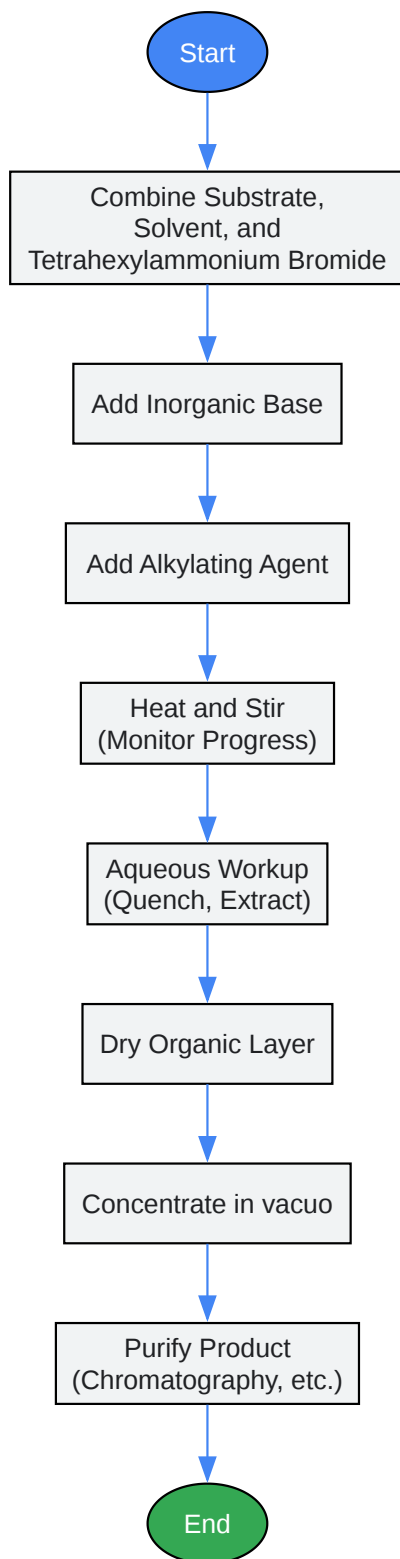 Start
Combine Substrate,
Solvent, and
Tetrahexylammonium Bromide
Add Inorganic Base
Add Alkylating Agent
Heat and Stir
(Monitor Progress)
Aqueous Workup
(Quench, Extract)
Dry Organic Layer
Concentrate in vacuo
Purify Product
(Chromatography, etc.)
End